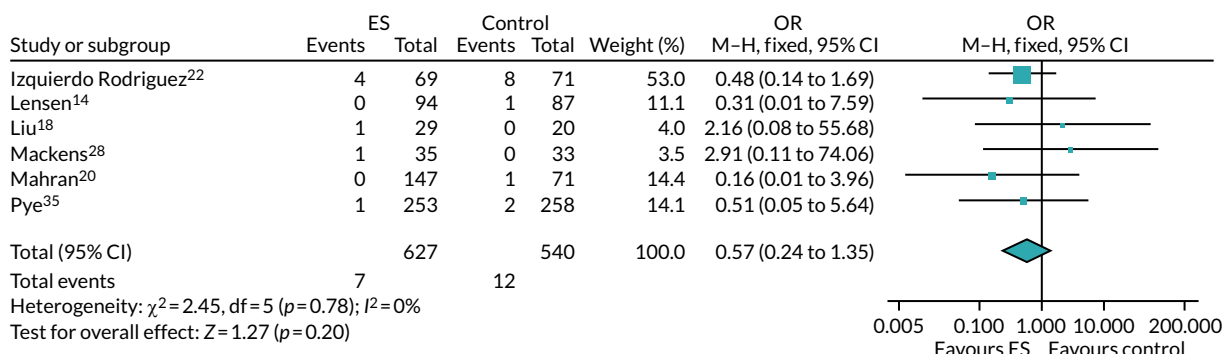 ES Control OR OR
Study or subgroup Events Total Events Total Weight (%) M–H, fixed, 95% CI M–H, fixed, 95% CI
Izquierdo Rodriguez22 4 69 8 71 53.0 0.48 (0.14 to 1.69)
Lensen14 0 94 1 87 11.1 0.31 (0.01 to 7.59)
Liu18 1 29 0 20 4.0 2.16 (0.08 to 55.68)
Mackens28 1 35 0 33 3.5 2.91 (0.11 to 74.06)
Mahran20 0 147 1 71 14.4 0.16 (0.01 to 3.96)
Pye35 1 253 2 258 14.1 0.51 (0.05 to 5.64)
Total (95% CI) 627 540 100.0 0.57 (0.24 to 1.35)
Total events 7 12
Heterogeneity: χ2=2.45, df=5 (p=0.78); I2=0%
Test for overall effect: Z=1.27 (p=0.20)
0.005 0.100 1.000 10.000 200.000
Favours ES Favours control